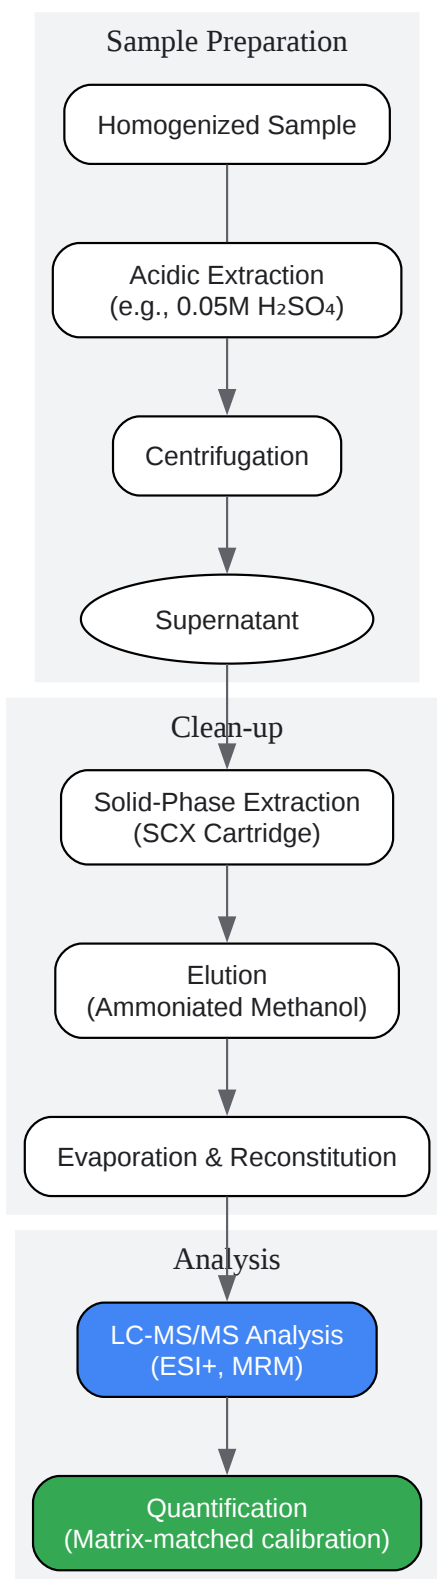 Sample Preparation
Homogenized Sample
Acidic Extraction
(e.g., 0.05M H₂SO₄)
Centrifugation
Supernatant
Clean-up
Solid-Phase Extraction
(SCX Cartridge)
Elution
(Ammoniated Methanol)
Evaporation & Reconstitution
Analysis
LC-MS/MS Analysis
(ESI+, MRM)
Quantification
(Matrix-matched calibration)